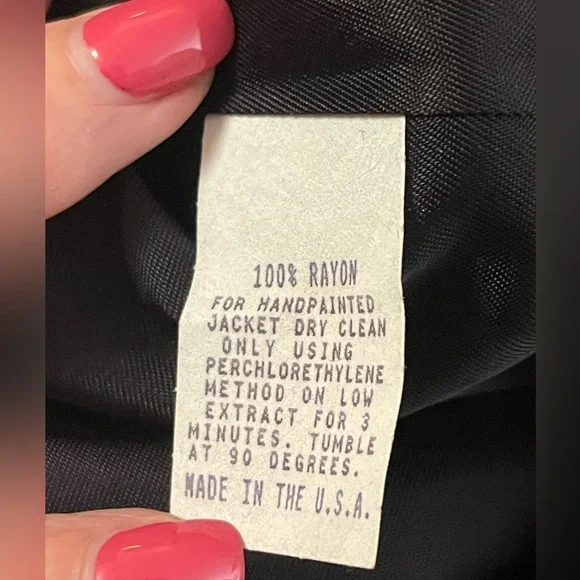 100% RAYON
FOR HANDPAINTED
JACKET DRY CLEAN
ONLY USING
PERCHLORETHYLENE
METHOD ON LOW
EXTRACT FOR 3
MINUTES. TUMBLE
AT 90 DEGREES.
MADE IN THE U.S.A.